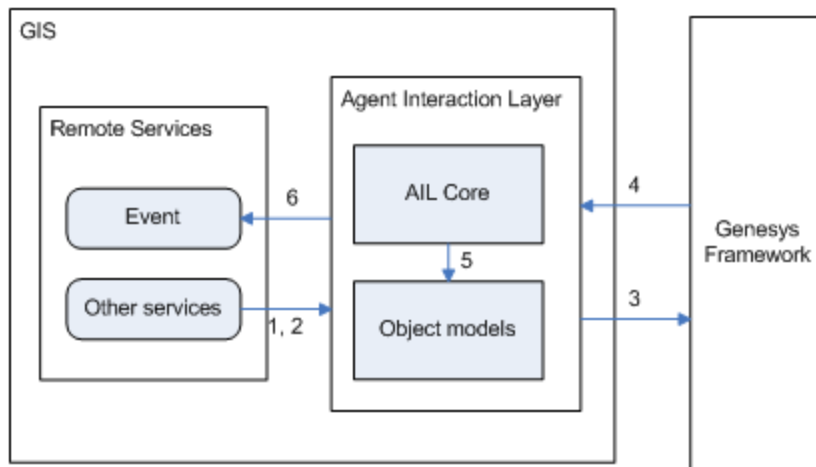 GIS
Remote Services
Event
Other services
1, 2
6
Agent Interaction Layer
AIL Core
5
Object models
4
3
Genesys
Framework